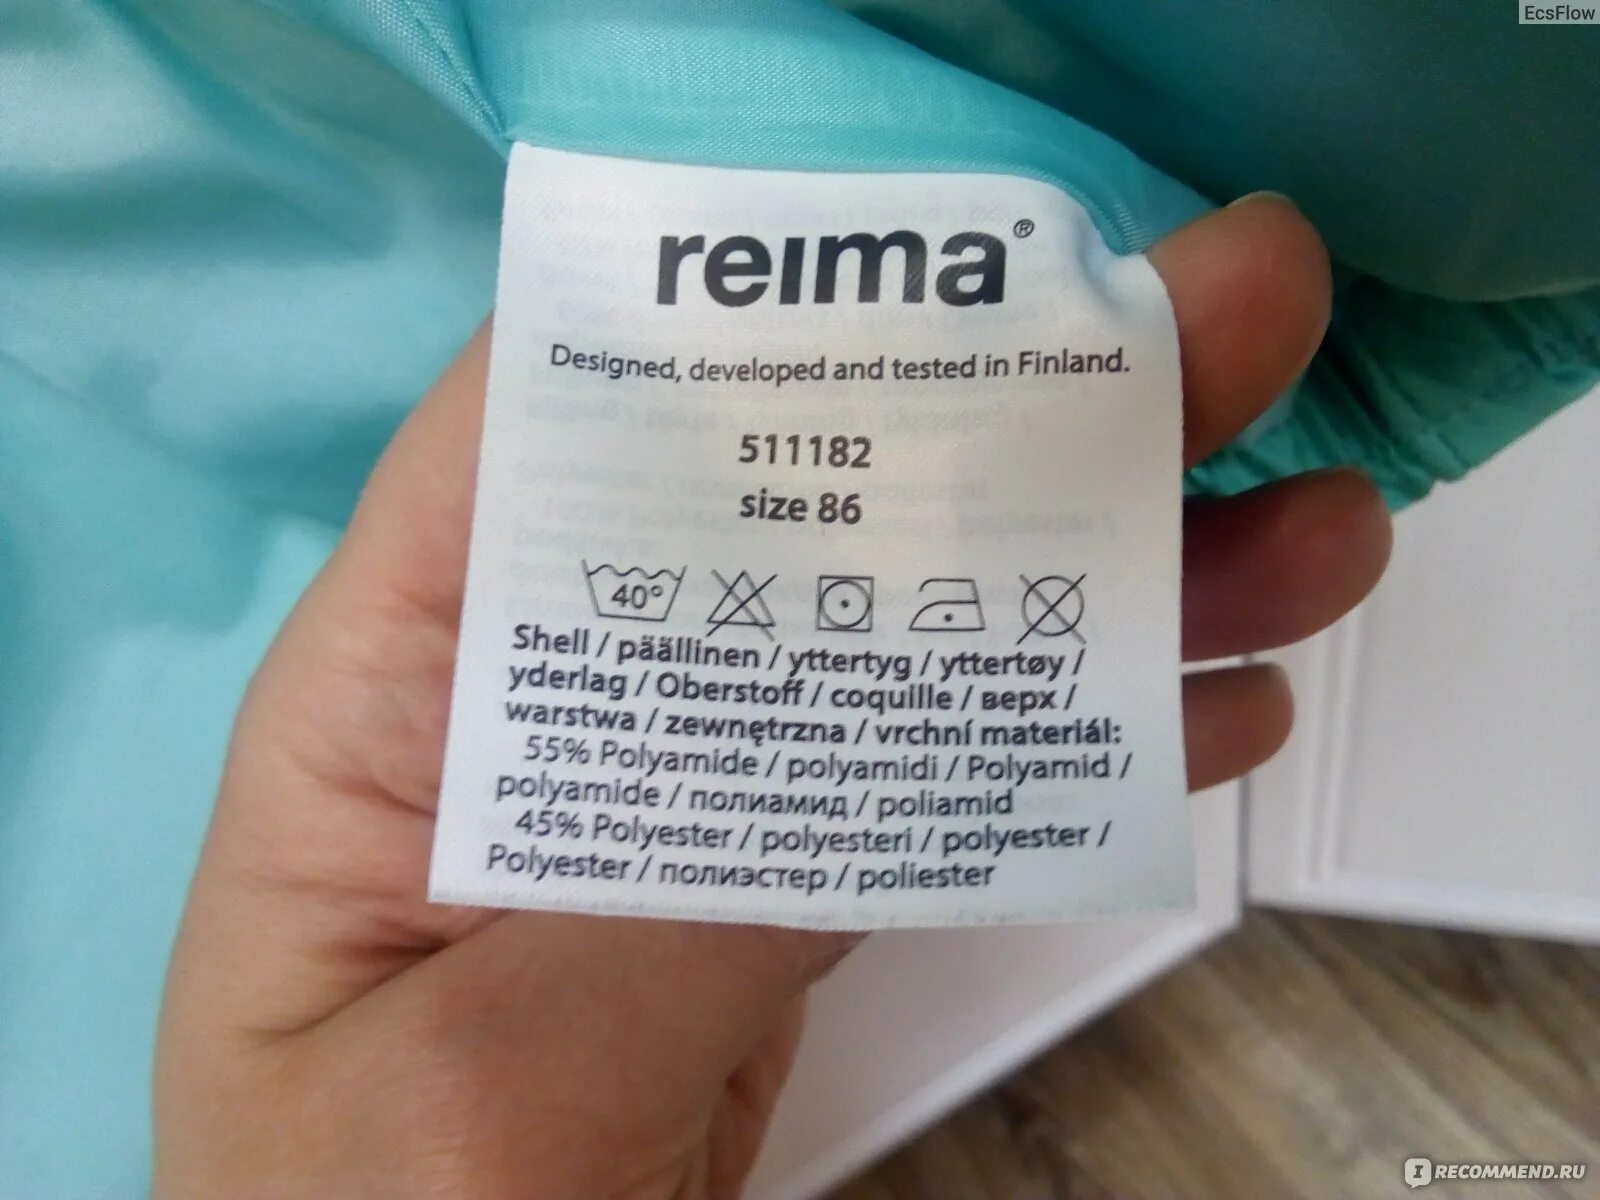 EcsFlow
reima®
Designed, developed and tested in Finland.
511182
size 86
40°
Shell / päällinen / yttertyg / yttertøy /
yderlag / Oberstoff / coquille / верх /
warstwa / zewnętrzna / vrchní materiál:
55% Polyamide / polyamidi / Polyamid /
polyamide / полиамид / poliamid
45% Polyester / polyesteri / polyester /
Polyester / полиэстер / poliester
IRECOMMEND.RU